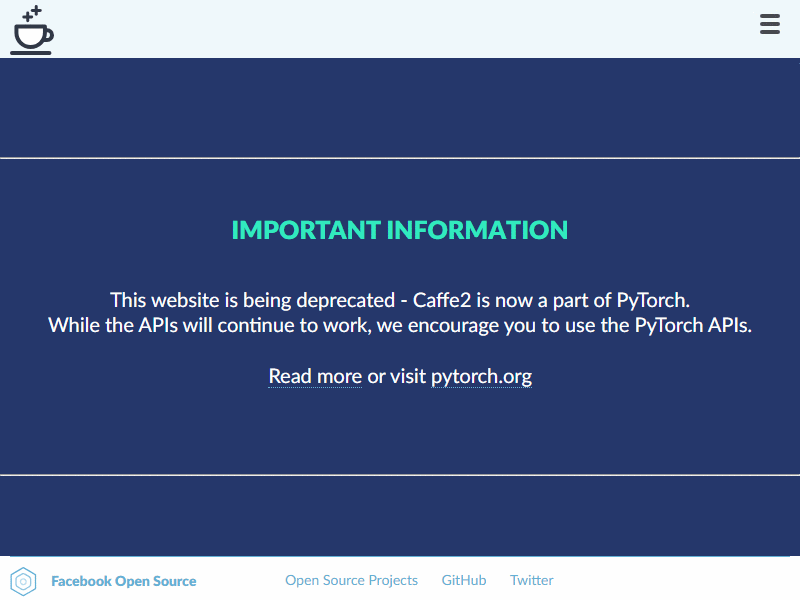 IMPORTANT INFORMATION
This website is being deprecated - Caffe2 is now a part of PyTorch.
While the APIs will continue to work, we encourage you to use the PyTorch APIs.
Read more or visit pytorch.org
Facebook Open Source
Open Source Projects
GitHub
Twitter